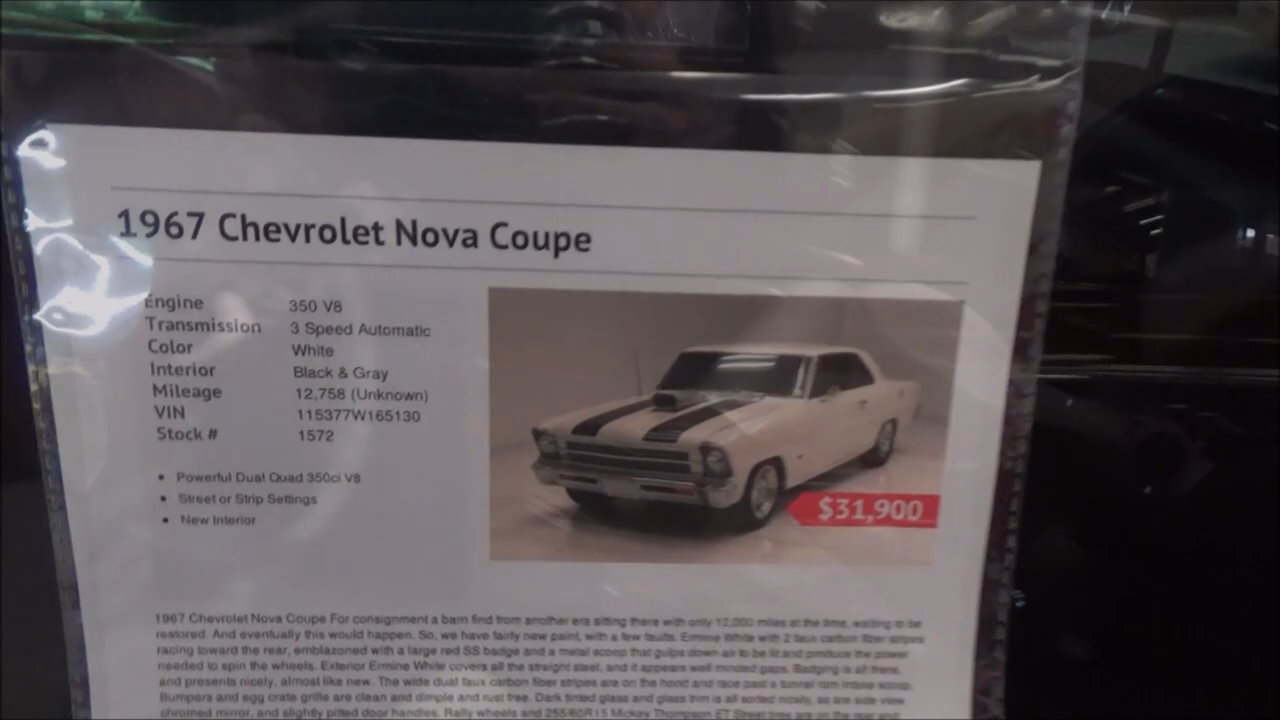 1967 Chevrolet Nova Coupe
Engine 350 V8
Transmission 3 Speed Automatic
Color White
Interior Black & Gray
Mileage 12,758 (Unknown)
VIN 115377W165130
Stock # 1572
• Powerful Dual Quad 350ci V8
• Street or Strip Settings
• New Interior
$31,900
1967 Chevrolet Nova Coupe For consignment a barn find from another era sitting there with only 12,000 miles at the time, waiting to be
restored. And eventually this would happen. So, we have fairly new paint, with a few faults. Ermine White with 2 faux carbon fiber stripes
racing toward the rear, emblazoned with a large red SS badge and a metal scoop that gulps down air to be lit and produce the power
needed to spin the wheels. Exterior Ermine White covers all the straight steel, and it appears well minded gaps. Badging is all there,
and presents nicely, almost like new. The wide dual faux carbon fiber stripes are on the hood and race past a tunnel ram intake scoop.
Bumpers and egg crate grille are clean and dimple and rust free. Dark tinted glass and glass trim is all sorted nicely, as are side view
chromed mirror, and slightly pitted door handles. Rally wheels and 255/60R15 Mickey Thompson ET Street tires are on the rear and